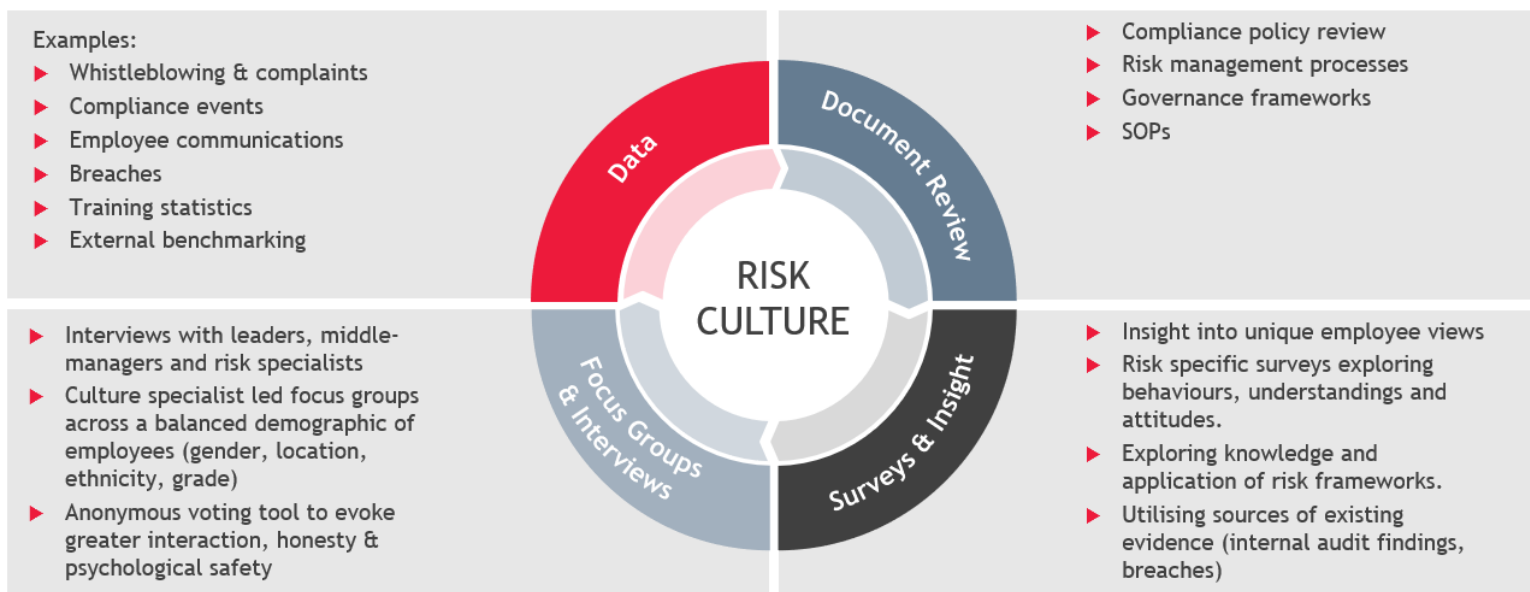 Examples:
Whistleblowing & complaints
Compliance events
Employee communications
Breaches
Training statistics
External benchmarking
Data
Document Review
Compliance policy review
Risk management processes
Governance frameworks
SOPs
RISK
CULTURE
Interviews with leaders, middle-
managers and risk specialists
Culture specialist led focus groups
across a balanced demographic of
employees (gender, location,
ethnicity, grade)
Anonymous voting tool to evoke
greater interaction, honesty &
psychological safety
Focus Groups
& Interviews
Surveys & Insight
Insight into unique employee views
Risk specific surveys exploring
behaviours, understandings and
attitudes.
Exploring knowledge and
application of risk frameworks.
Utilising sources of existing
evidence (internal audit findings,
breaches)